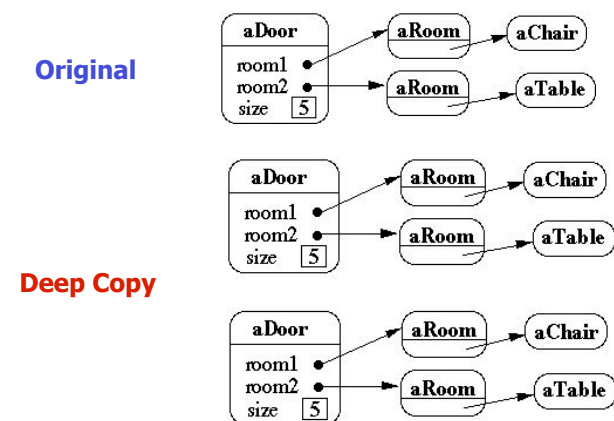 Original
aDoor
room1
room2
size 5
aRoom
aChair
aRoom
aTable
Deep Copy
aDoor
room1
room2
size 5
aRoom
aChair
aRoom
aTable
aDoor
room1
room2
size 5
aRoom
aChair
aRoom
aTable